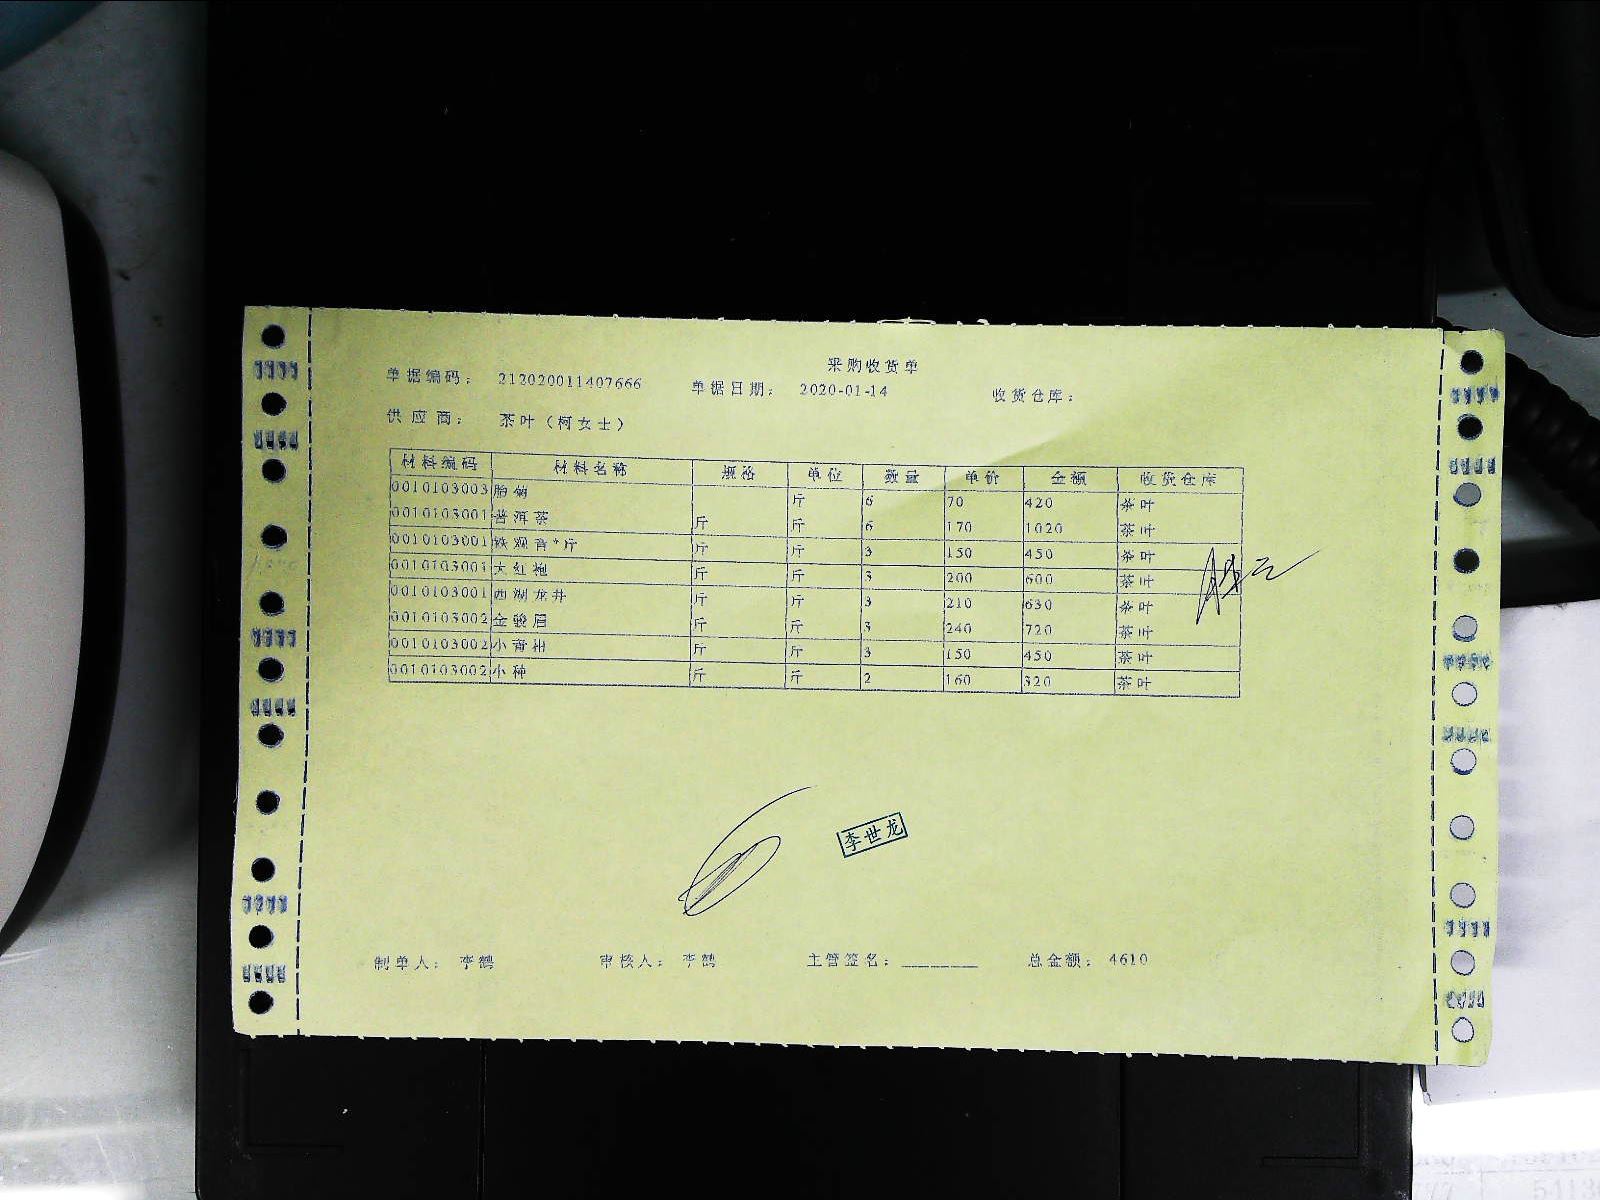 采购收货单
单据编码: 212020011407666 单据日期: 2020-01-14 收货仓库:
供应商: 茶叶(柯女士)
材料编码 材料名称 规格 单位 数量 单价 金额 收货仓库
0010103003 胎菊 斤 6 70 420 茶叶
0010103001 普洱茶 斤 斤 6 170 1020 茶叶
0010103001 铁观音*斤 斤 斤 3 150 450 茶叶
0010103001 大红袍 斤 斤 3 200 600 茶叶
0010103001 西湖龙井 斤 斤 3 210 630 茶叶
0010103002 金骏眉 斤 斤 3 240 720 茶叶
0010103002 小青柑 斤 斤 3 150 450 茶叶
0010103002 小种 斤 斤 2 160 320 茶叶
李世龙
制单人: 李鹤 审核人: 李鹤 主管签名: ________ 总金额: 4610